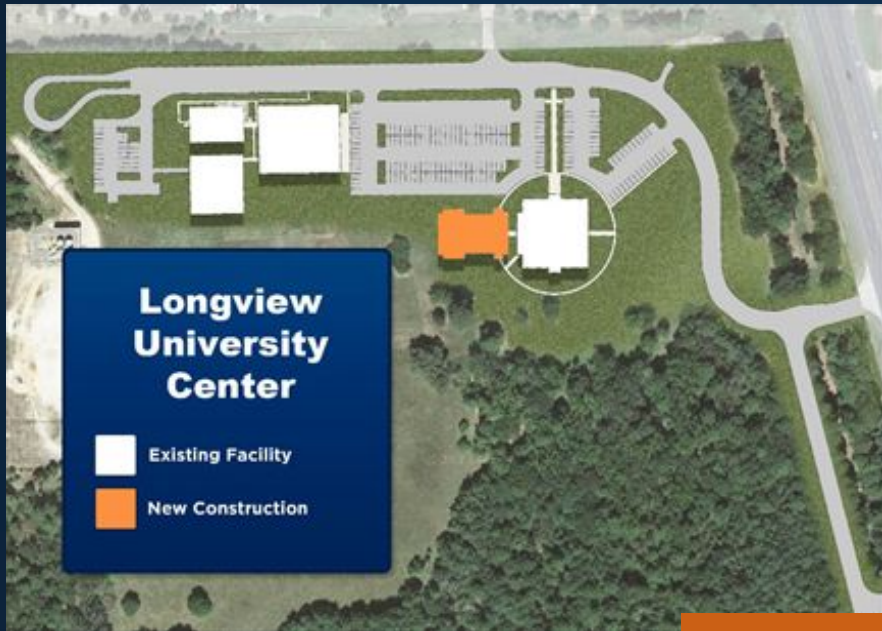 Longview
University
Center
Existing Facility
New Construction